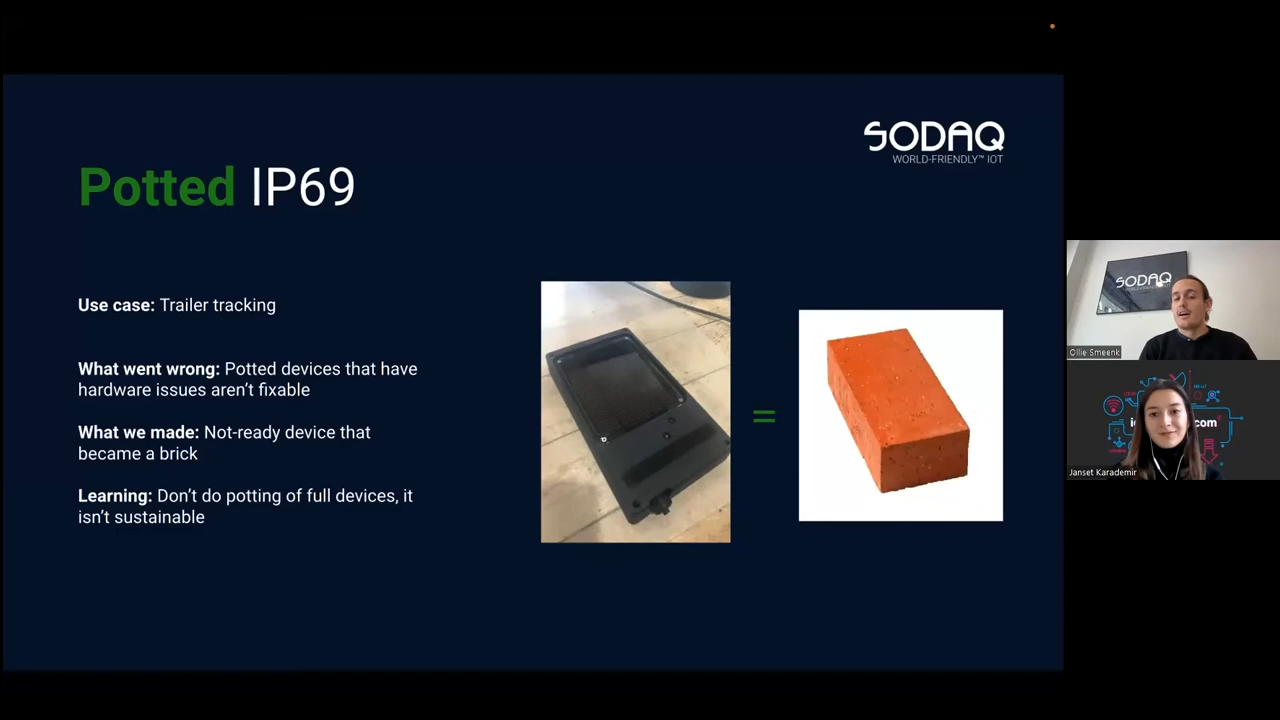 SODAQ
WORLD-FRIENDLY™ IOT
Potted IP69
Use case: Trailer tracking
What went wrong: Potted devices that have
hardware issues aren't fixable
What we made: Not-ready device that
became a brick
Learning: Don't do potting of full devices, it
isn't sustainable
=
SODAQ
Ollie Smeenk
com
Janset Karademir